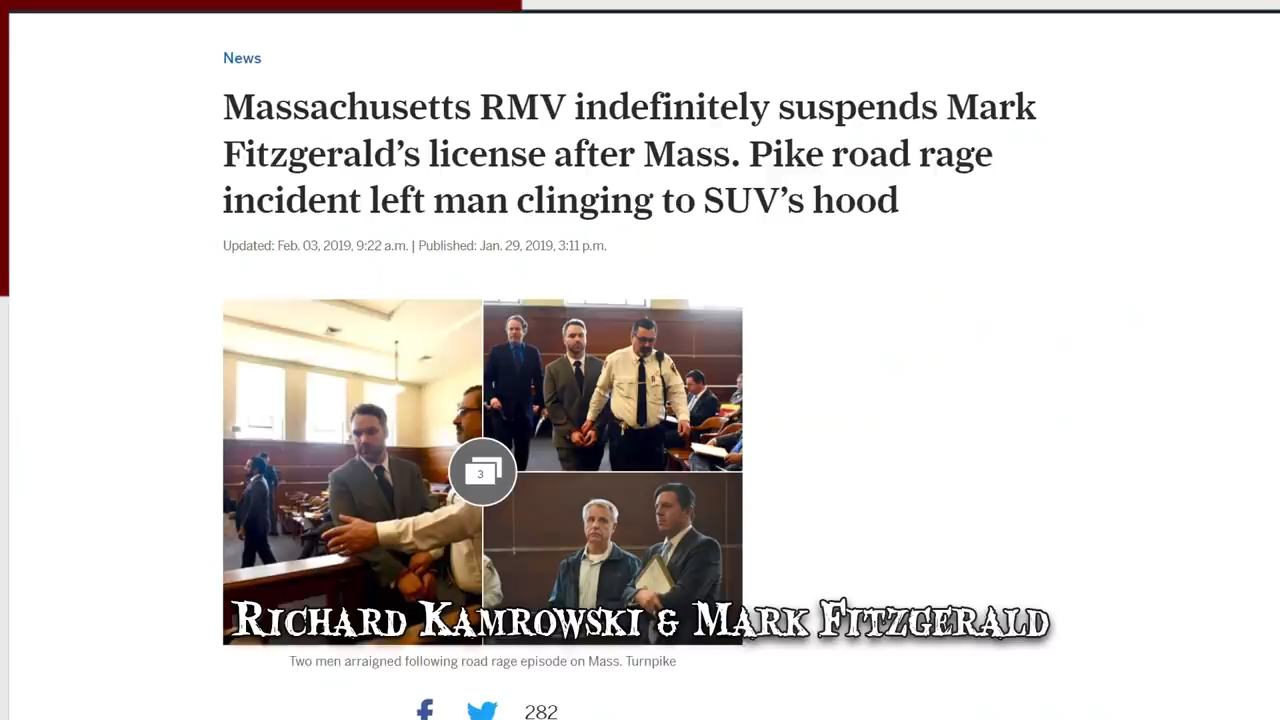 News
Massachusetts RMV indefinitely suspends Mark
Fitzgerald’s license after Mass. Pike road rage
incident left man clinging to SUV’s hood
Updated: Feb. 03, 2019, 9:22 a.m. | Published: Jan. 29, 2019, 3:11 p.m.
3
Richard Kamrowski & Mark Fitzgerald
Two men arraigned following road rage episode on Mass. Turnpike
282